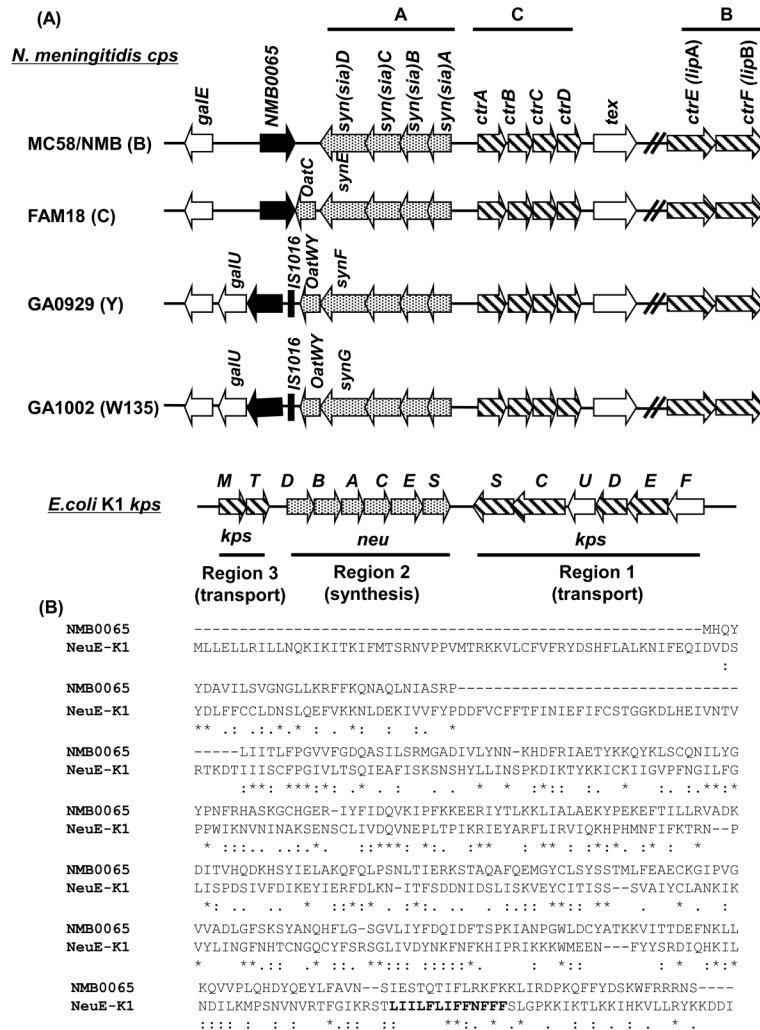 (A)
A C B
N. meningitidis cps
galE NMB0065 syn(sia)D syn(sia)C syn(sia)B syn(sia)A ctrA ctrB ctrC ctrD tex ctrE (lipA) ctrF (lipB)
MC58/NMB (B)
OatC synE
FAM18 (C)
galU IS1016 OatWY synF
GA0929 (Y)
galU IS1016 OatWY synG
GA1002 (W135)
M T D B A C E S S C U D E F
E.coli K1 kps
kps neu kps
Region 3 Region 2 Region 1
(transport) (synthesis) (transport)
(B)
NMB0065 -----------------------------------------------------------------MHQY
NeuE-K1 MLLELLRILLNQKIKITKIFMTSRNVPPVMTRKKVLCFVFRYDSHFLALKNIFEQIDVDS
:
NMB0065 YDAVILSVGNGLLKRFFKNAQLNIASRP----------------------------------
NeuE-K1 YDLFFCCLDNSLQEFVKKNLDEKIVVFYPDDFVCFFTFINIEFIFCSTGGKDLHEIVNTV
** .: .:.*.: . * . . *
NMB0065 -----LIITLFPGVVFGDQASILSRMGADIVLYNN-KHDFRIAETYKKQYKLSCQNILYG
NeuE-K1 RTKDTIIISCFPGIVLTSQIEAFISKSNSHYLLINSPKDIKTYKKICKIIGVPFNGILFG
:**: ***:*: .* . : . . * * .:*:: :. * :. :.**:*
NMB0065 YPNFRHASKGCHGER-IYFIDQVKIPFKKEERIYTLKKLIALAEKYPEKEFTILLRVADK
NeuE-K1 PPWIKNVNINAKSENSCLIVDQVNEPLTPIKRIEYARFLIRVIQKHPHMNFIFKTRN--P
* :::.. .:.*. ::***: *:. :** : ** : :*:*. :* : *
NMB0065 DITVHQDKHSYIELAKQFQLPSNLTIERKSTAQAFQEMGYCLSYSSTMLFEAECKGIPVG
NeuE-K1 LISPDSVFDIKEYIERFDLKN-ITFSDDNIDSLISKVEYCITISS--SVAIYCLANKIK
*: . . .* : ::*:* .:*: .. : : .. **:: ** : * .. :
NMB0065 VVADLGFSKSYANQHFLG-SGVLIYFDQIDFTSPKIANPGWLDCYATKKVITTDEFNKLL
NeuE-K1 VYLINGFNHTCNGQCYFSRSGLIVDYNKFNFKHIPRIKKKWMEEN---FYYSRDIQHKIL
* **.:: .* ::. **::: :::::*. : *:: : * :*:*
NMB0065 KQVVPLQHDYQEYLFAVN---SIESTQTIFLRKFKKLIRDPKQFFYDSKWFRRRNS----
NeuE-K1 NDILKMPSNVNVRTFGIKRSTLIILFLIFFNFFFSLGPKKIKTLKKIHKVLLRYKKDDI
::::: : : *.:: . * :**.: .: * : . * : * :.